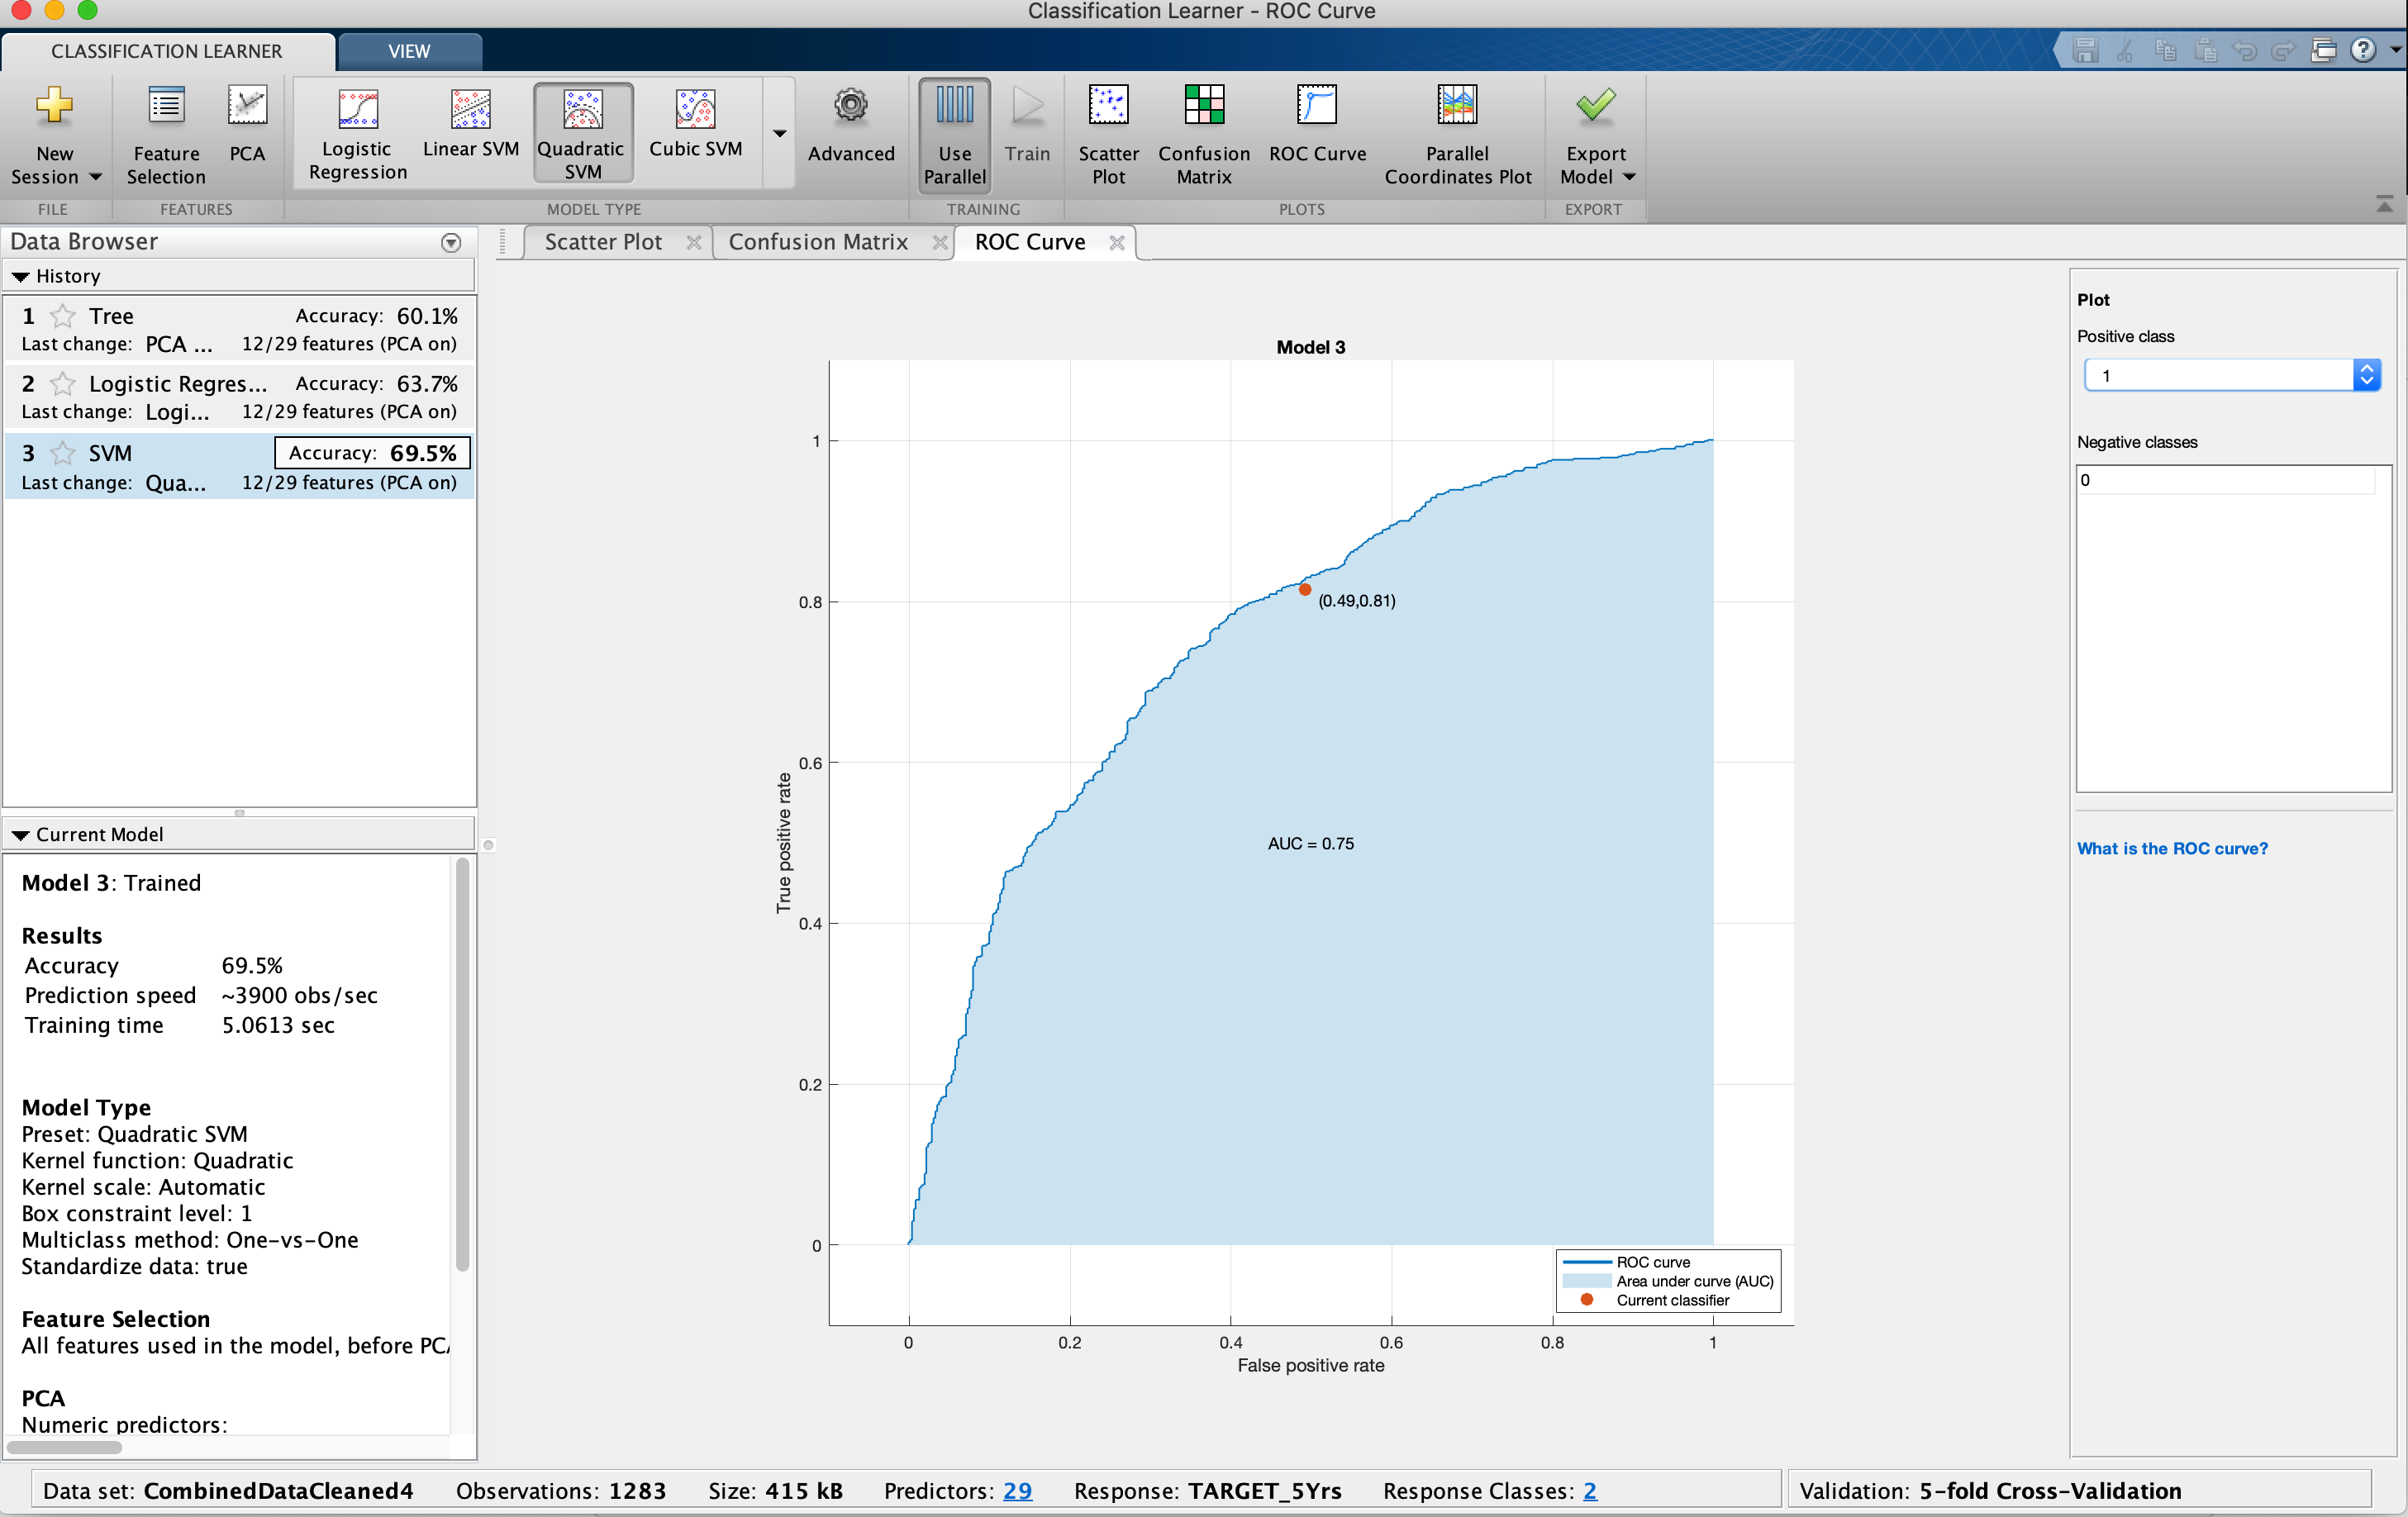 Classification Learner - ROC Curve
CLASSIFICATION LEARNER
VIEW
New Session
Feature Selection
PCA
Logistic Regression
Linear SVM
Quadratic SVM
Cubic SVM
Advanced
Use Parallel
Train
Scatter Plot
Confusion Matrix
ROC Curve
Parallel Coordinates Plot
Export Model
FILE
FEATURES
MODEL TYPE
TRAINING
PLOTS
EXPORT
Data Browser
History
1 Tree Accuracy: 60.1%
Last change: PCA ... 12/29 features (PCA on)
2 Logistic Regres... Accuracy: 63.7%
Last change: Logi... 12/29 features (PCA on)
3 SVM Accuracy: 69.5%
Last change: Qua... 12/29 features (PCA on)
Current Model
Model 3: Trained
Results
Accuracy 69.5%
Prediction speed ~3900 obs/sec
Training time 5.0613 sec
Model Type
Preset: Quadratic SVM
Kernel function: Quadratic
Kernel scale: Automatic
Box constraint level: 1
Multiclass method: One-vs-One
Standardize data: true
Feature Selection
All features used in the model, before PCA
PCA
Numeric predictors:
Scatter Plot
Confusion Matrix
ROC Curve
Model 3
1
0.8
0.6
0.4
0.2
0
True positive rate
(0.49,0.81)
AUC = 0.75
ROC curve
Area under curve (AUC)
Current classifier
0 0.2 0.4 0.6 0.8 1
False positive rate
Plot
Positive class
1
Negative classes
0
What is the ROC curve?
Data set: CombinedDataCleaned4 Observations: 1283 Size: 415 kB Predictors: 29 Response: TARGET_5Yrs Response Classes: 2
Validation: 5-fold Cross-Validation